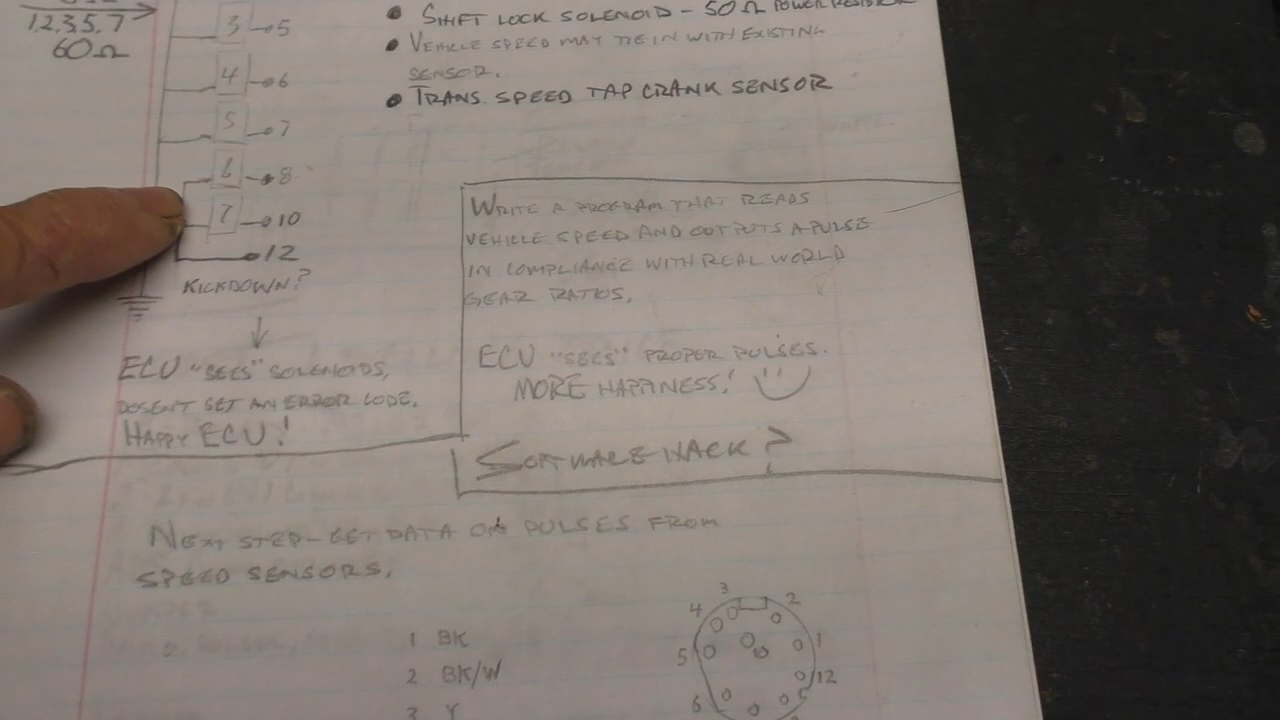 1,2,3,5,7
60Ω
3 5
4 6
5 7
6 8
7 10
12
KICKDOWN?
ECU "SEES" SOLENOIDS,
DOSENT SET AN ERROR CODE.
HAPPY ECU!
• SHIFT LOCK SOLENOID - 50Ω POWER RESISTOR
• VEHICLE SPEED MAY TIE IN WITH EXISTING
SENSOR.
• TRANS. SPEED TAP CRANK SENSOR
WRITE A PROGRAM THAT READS
VEHICLE SPEED AND OUTPUTS A PULSE
IN COMPLIANCE WITH REAL WORLD
GEAR RATIOS.
ECU "SEES" PROPER PULSES.
MORE HAPPINESS!
SOFTWARE HACK?
NEXT STEP - GET DATA ON PULSES FROM
SPEED SENSORS.
1 BK
2 BK/W
3 Y
3 2
4 1
5 12
6